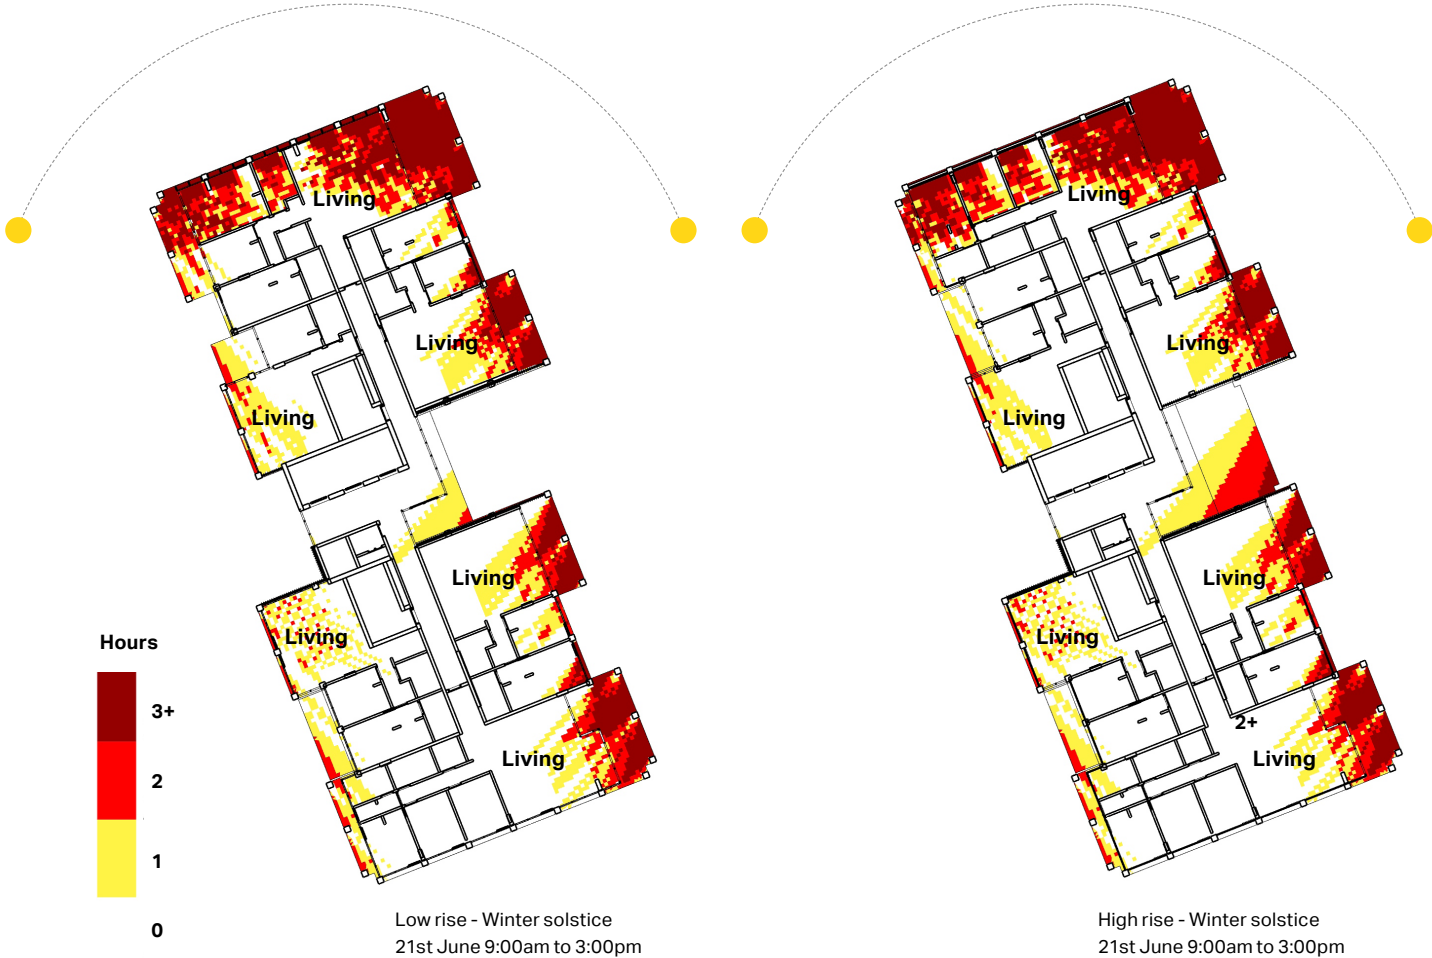 Living
Living
Living
Living
Living
Living
Living
Living
Living
Living
Living
2+
Living
Hours
3+
2
1
0
Low rise - Winter solstice
21st June 9:00am to 3:00pm
High rise - Winter solstice
21st June 9:00am to 3:00pm